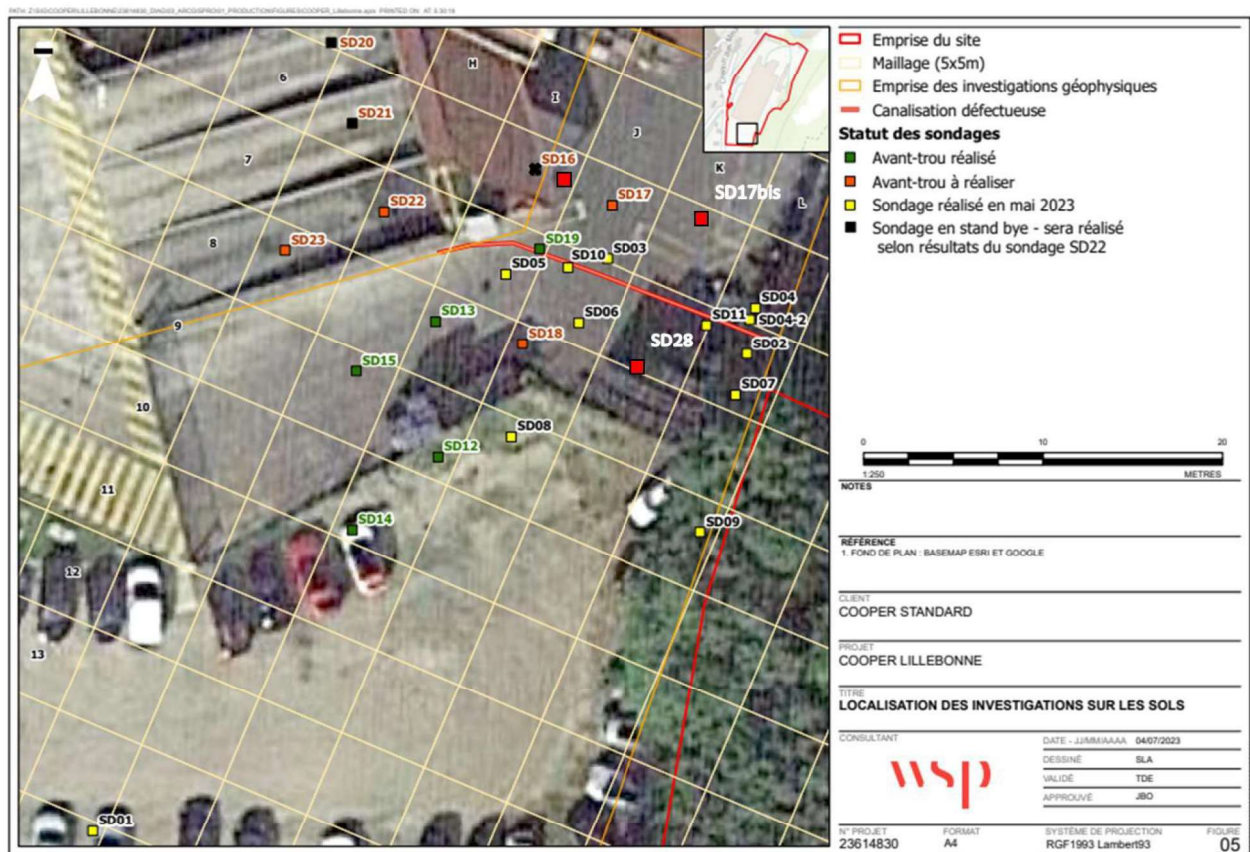 SD20
6
H
I
SD21
J
7
SD16
K
SD17
SD17bis
L
SD22
8
SD23
SD19
SD03
SD10
SD05
SD04
SD13
SD06
SD11
SD04-2
9
SD18
SD28
SD02
SD15
SD07
10
SD08
SD12
11
SD14
SD09
12
13
SD01
Emprise du site
Maillage (5x5m)
Emprise des investigations géophysiques
Canalisation défectueuse
Statut des sondages
Avant-trou réalisé
Avant-trou à réaliser
Sondage réalisé en mai 2023
Sondage en stand bye - sera réalisé
selon résultats du sondage SD22
0 10 20
1:250 METRES
NOTES
RÉFÉRENCE
1. FOND DE PLAN : BASEMAP ESRI ET GOOGLE
CLIENT
COOPER STANDARD
PROJET
COOPER LILLEBONNE
TITRE
LOCALISATION DES INVESTIGATIONS SUR LES SOLS
CONSULTANT
wsp
DATE - JJ/MM/AAAA 04/07/2023
DESSINÉ SLA
VALIDÉ TDE
APPROUVÉ JBO
N° PROJET FORMAT SYSTÈME DE PROJECTION FIGURE
23614830 A4 RGF1993 Lambert93 05